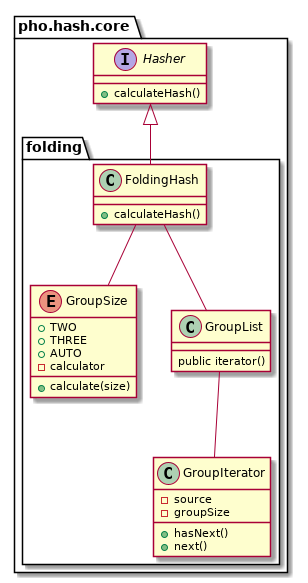 pho.hash.core
I Hasher
calculateHash()
folding
C FoldingHash
calculateHash()
E GroupSize
TWO
THREE
AUTO
calculator
calculate(size)
C GroupList
public iterator()
C GroupIterator
source
groupSize
hasNext()
next()